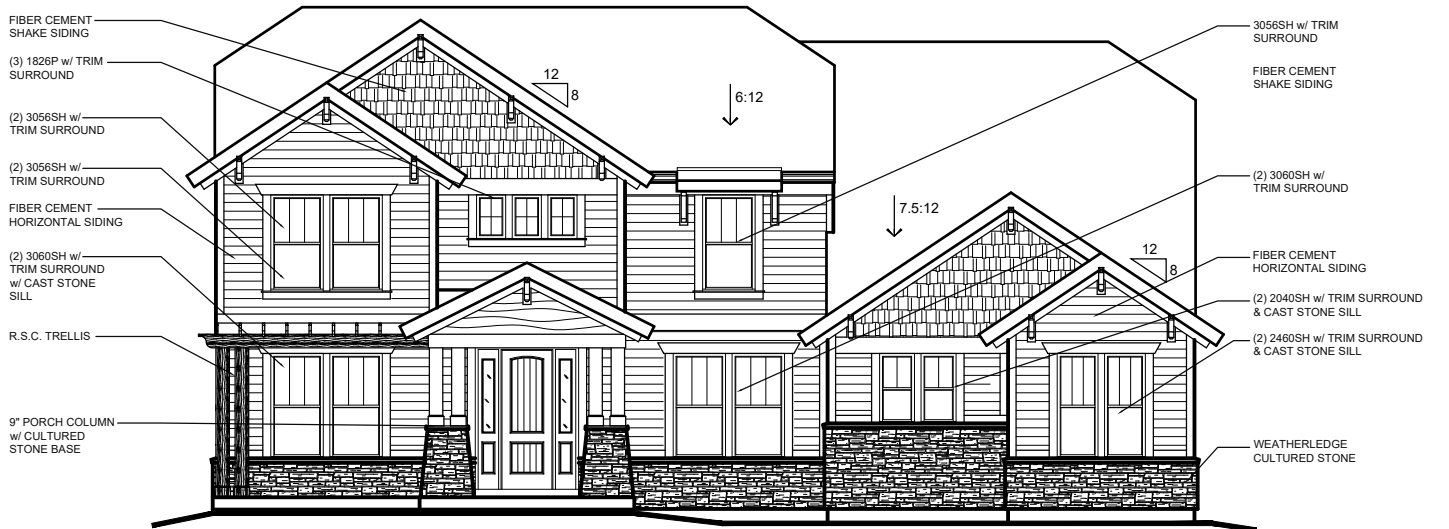 FIBER CEMENT
SHAKE SIDING
(3) 1826P w/ TRIM
SURROUND
(2) 3056SH w/
TRIM SURROUND
(2) 3056SH w/
TRIM SURROUND
FIBER CEMENT
HORIZONTAL SIDING
(2) 3060SH w/
TRIM SURROUND
w/ CAST STONE
SILL
R.S.C. TRELLIS
9" PORCH COLUMN
w/ CULTURED
STONE BASE
12
8
6:12
7.5:12
12
8
3056SH w/ TRIM
SURROUND
FIBER CEMENT
SHAKE SIDING
(2) 3060SH w/
TRIM SURROUND
FIBER CEMENT
HORIZONTAL SIDING
(2) 2040SH w/ TRIM SURROUND
& CAST STONE SILL
(2) 2460SH w/ TRIM SURROUND
& CAST STONE SILL
WEATHERLEDGE
CULTURED STONE